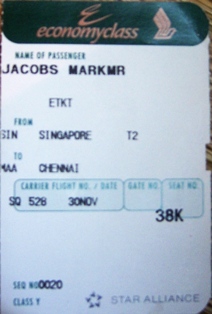 economyclass
NAME OF PASSENGER
JACOBS MARKMR
ETKT
FROM
SIN SINGAPORE T2
TO
MAA CHENNAI
CARRIER FLIGHT NO. / DATE GATE NO. SEAT NO.
SQ 528 30NOV
38K
SEQ NO0020
CLASS Y STAR ALLIANCE